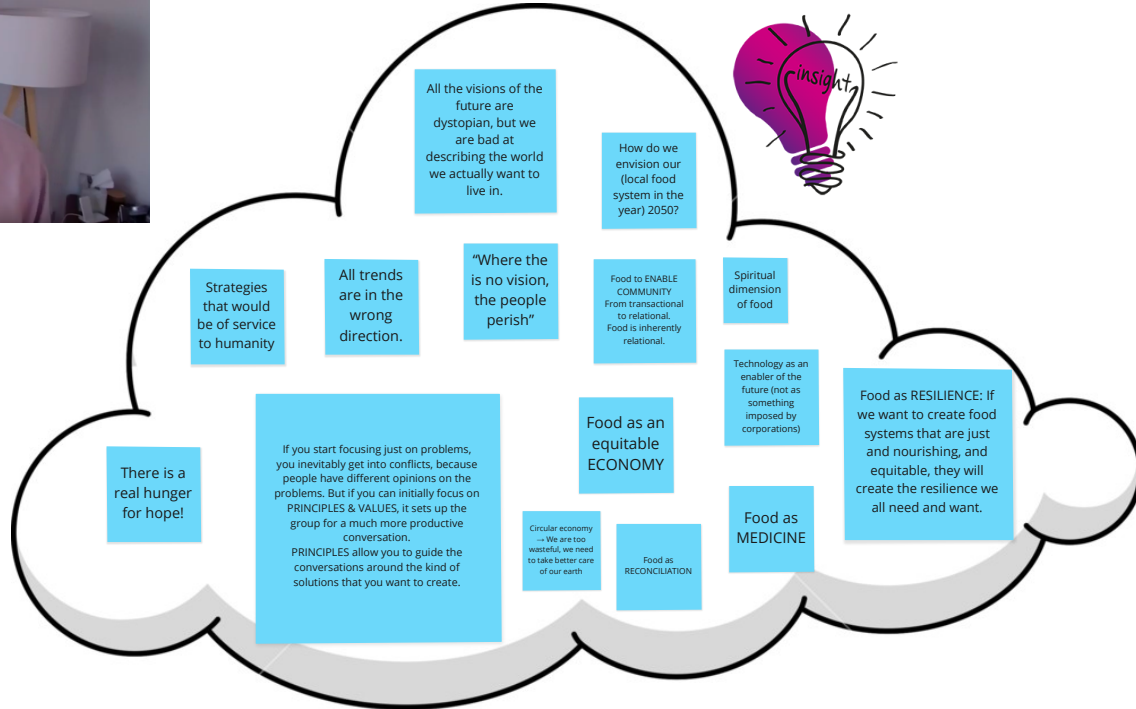 insight
All the visions of the
future are
dystopian, but we
are bad at
describing the world
we actually want to
live in.
How do we
envision our
(local food
system in the
year) 2050?
Strategies
that would
be of service
to humanity
All trends
are in the
wrong
direction.
“Where the
is no vision,
the people
perish”
Food to ENABLE
COMMUNITY
From transactional
to relational.
Food is inherently
relational.
Spiritual
dimension
of food
Technology as an
enabler of the
future (not as
something
imposed by
corporations)
Food as RESILIENCE: If
we want to create food
systems that are just
and nourishing, and
equitable, they will
create the resilience we
all need and want.
There is a
real hunger
for hope!
If you start focusing just on problems,
you inevitably get into conflicts, because
people have different opinions on the
problems. But if you can initially focus on
PRINCIPLES & VALUES, it sets up the
group for a much more productive
conversation.
PRINCIPLES allow you to guide the
conversations around the kind of
solutions that you want to create.
Food as an
equitable
ECONOMY
Circular economy
→ We are too
wasteful, we need
to take better care
of our earth
Food as
RECONCILIATION
Food as
MEDICINE